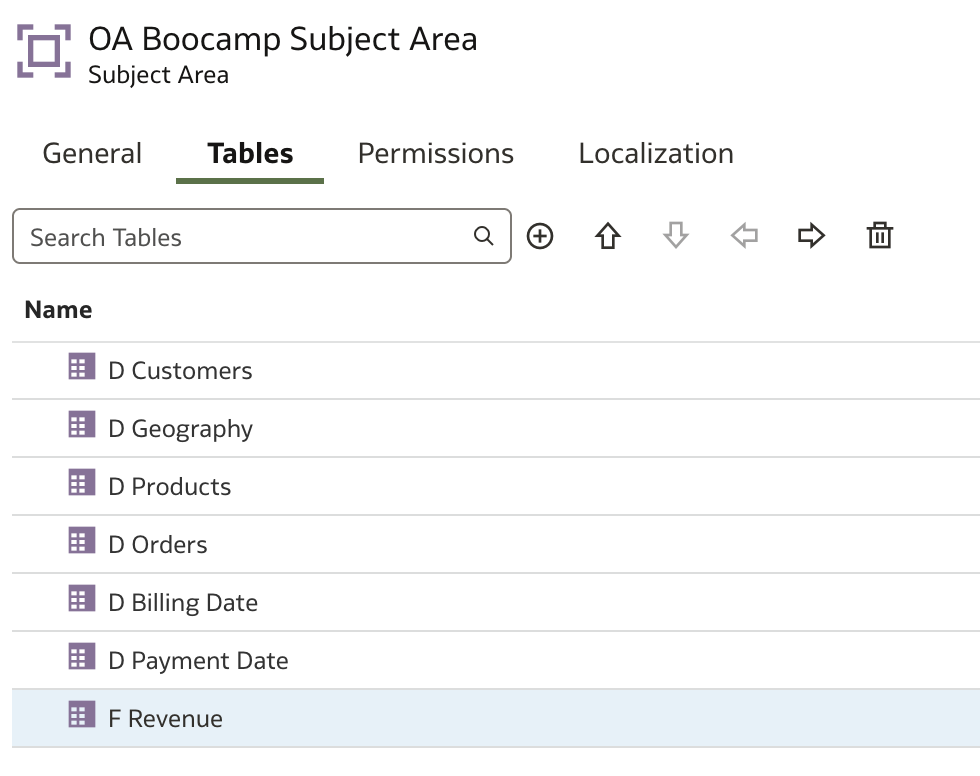 OA Boocamp Subject Area
Subject Area
General Tables Permissions Localization
Search Tables
Name
D Customers
D Geography
D Products
D Orders
D Billing Date
D Payment Date
F Revenue